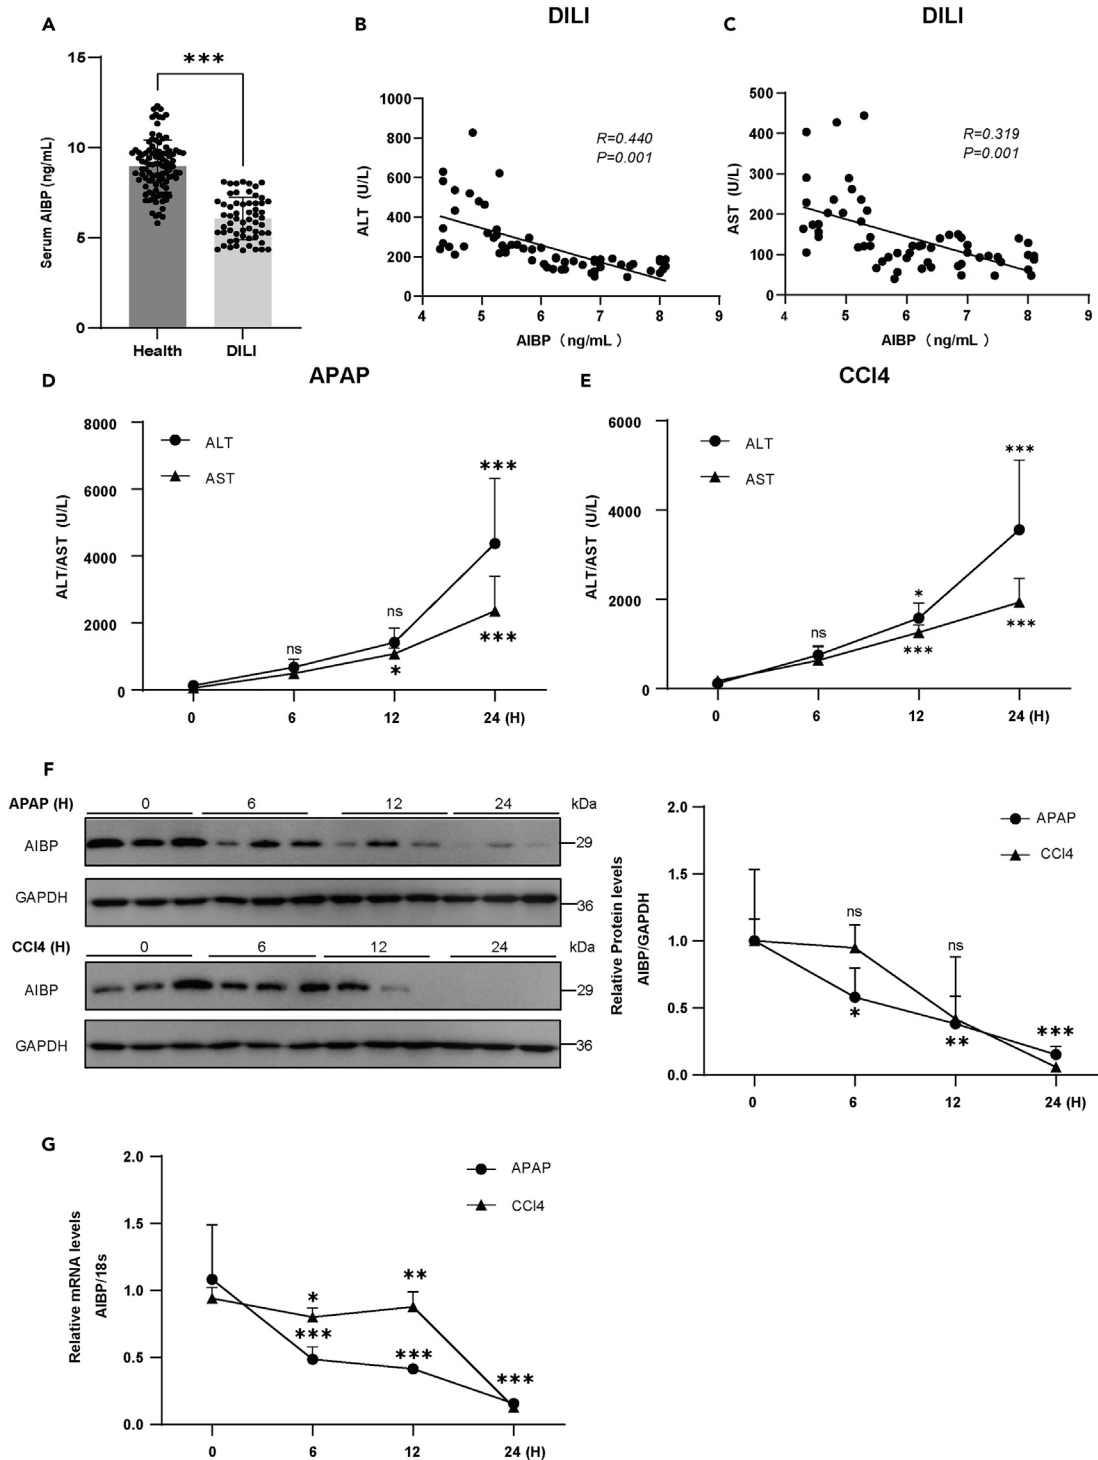 A
15
10
5
0
Serum AIBP (ng/mL)
***
Health
DILI
B
DILI
1000
800
600
400
200
0
ALT (U/L)
R=0.440
P=0.001
4 5 6 7 8 9
AIBP（ng/mL）
C
DILI
500
400
300
200
100
0
AST (U/L)
R=0.319
P=0.001
4 5 6 7 8 9
AIBP（ng/mL）
D
APAP
8000
6000
4000
2000
0
ALT/AST (U/L)
ALT
AST
ns
ns
*
***
***
0 6 12 24 (H)
E
CCl4
6000
4000
2000
0
ALT/AST (U/L)
ALT
AST
ns
*
***
***
***
0 6 12 24 (H)
F
APAP (H) 0 6 12 24 kDa
AIBP 29
GAPDH 36
CCl4 (H) 0 6 12 24 kDa
AIBP 29
GAPDH 36
2.0
1.5
1.0
0.5
0.0
Relative Protein levels
AIBP/GAPDH
APAP
CCl4
ns
*
ns
**
***
0 6 12 24 (H)
G
2.0
1.5
1.0
0.5
0.0
Relative mRNA levels
AIBP/18s
APAP
CCl4
*
***
**
***
***
0 6 12 24 (H)